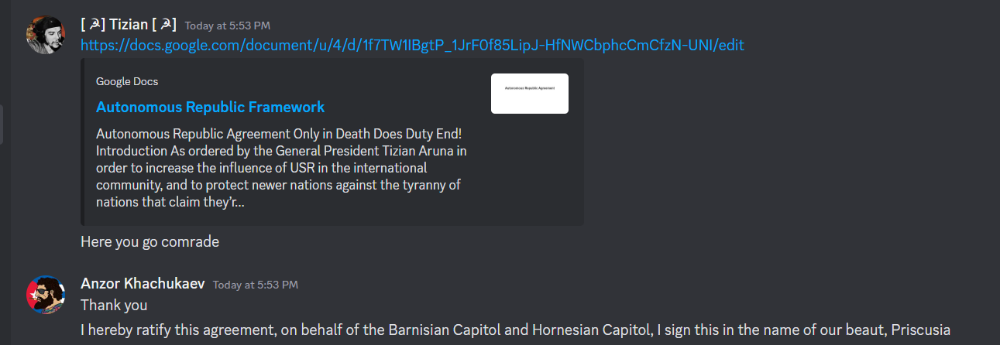 [ ☭] Tizian [ ☭] Today at 5:53 PM
https://docs.google.com/document/u/4/d/1f7TW1IBgtP_1JrF0f85LipJ-HfNWCbphcCmCfzN-UNI/edit
Google Docs
Autonomous Republic Agreement
Autonomous Republic Framework
Autonomous Republic Agreement Only in Death Does Duty End!
Introduction As ordered by the General President Tizian Aruna in
order to increase the influence of USR in the international
community, and to protect newer nations against the tyranny of
nations that claim they'r...
Here you go comrade
Anzor Khachukaev Today at 5:53 PM
Thank you
I hereby ratify this agreement, on behalf of the Barnisian Capitol and Hornesian Capitol, I sign this in the name of our beaut, Priscusia